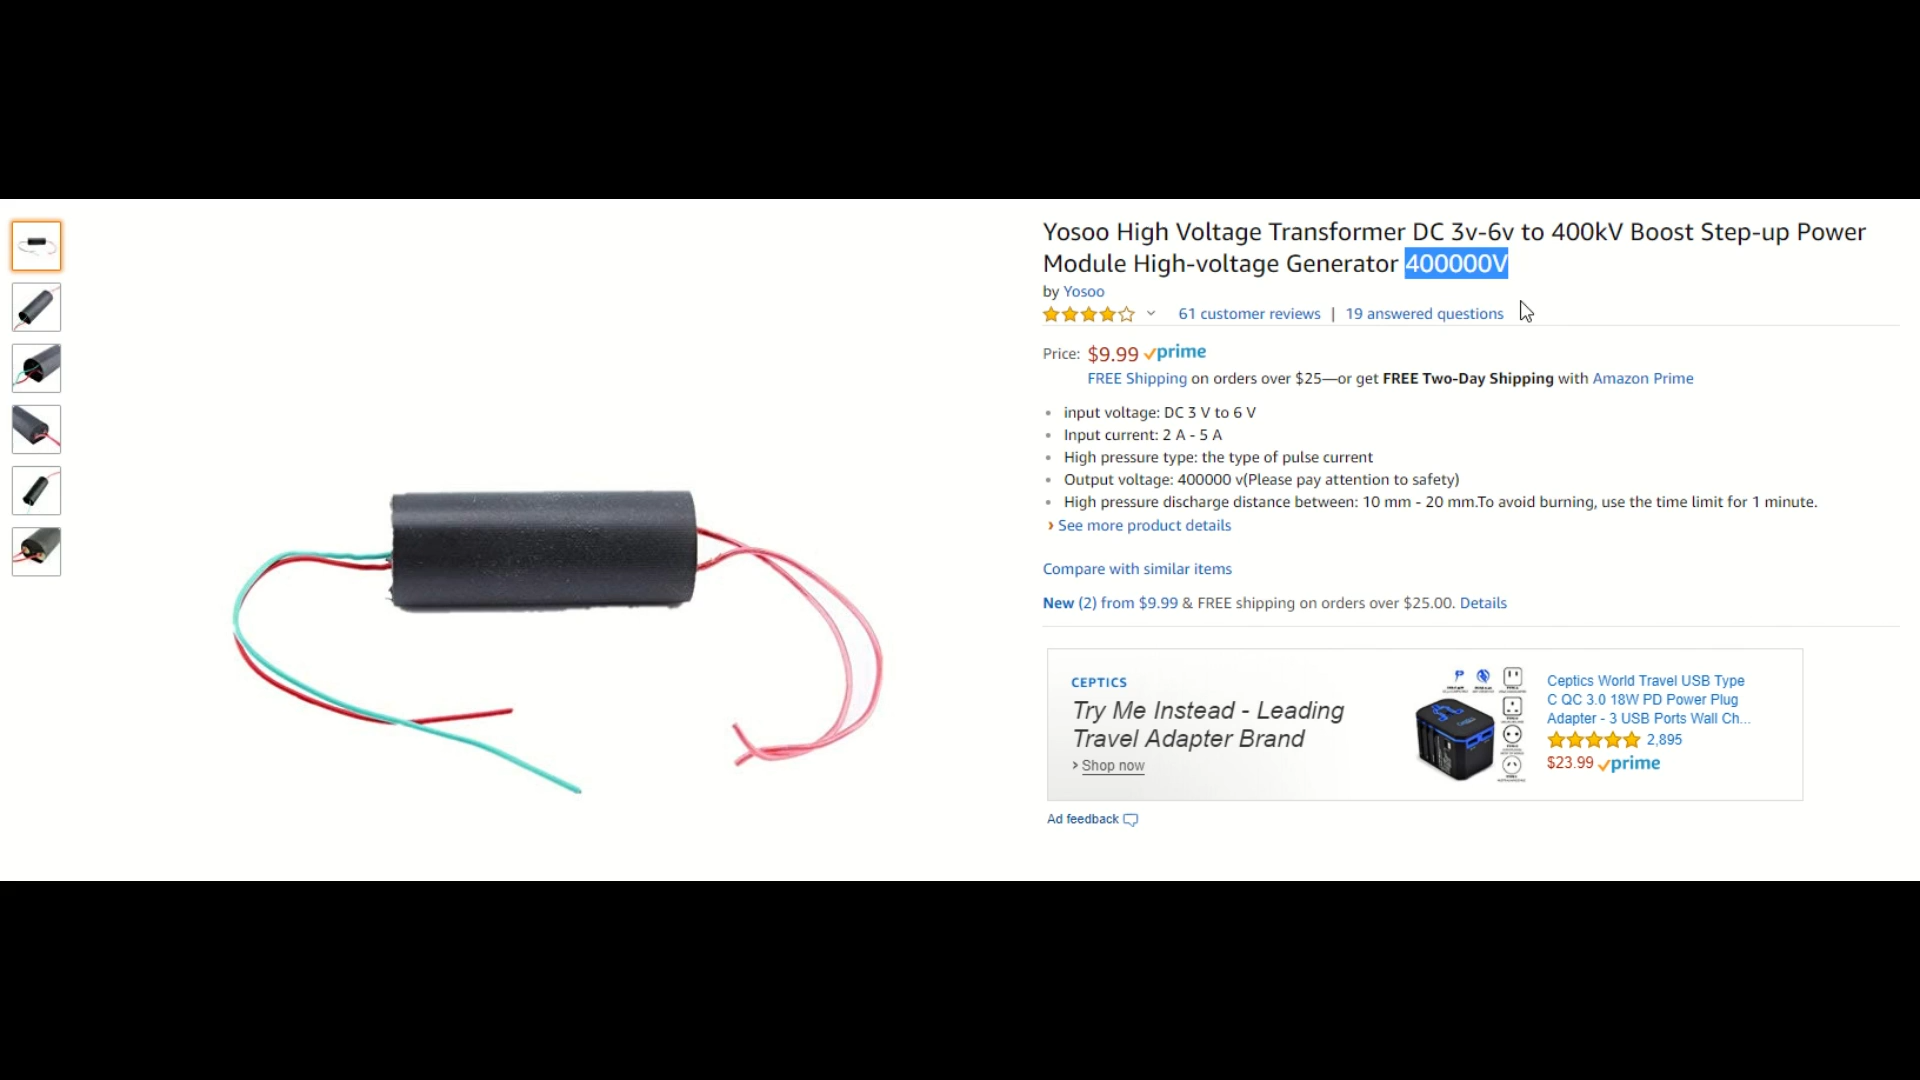 Yosoo High Voltage Transformer DC 3v-6v to 400kV Boost Step-up Power
Module High-voltage Generator 400000V
by Yosoo
61 customer reviews | 19 answered questions
Price: $9.99 prime
FREE Shipping on orders over $25—or get FREE Two-Day Shipping with Amazon Prime
input voltage: DC 3 V to 6 V
Input current: 2 A - 5 A
High pressure type: the type of pulse current
Output voltage: 400000 v(Please pay attention to safety)
High pressure discharge distance between: 10 mm - 20 mm.To avoid burning, use the time limit for 1 minute.
› See more product details
Compare with similar items
New (2) from $9.99 & FREE shipping on orders over $25.00. Details
CEPTICS
Try Me Instead - Leading
Travel Adapter Brand
› Shop now
Ceptics World Travel USB Type
C QC 3.0 18W PD Power Plug
Adapter - 3 USB Ports Wall Ch...
2,895
$23.99 prime
Ad feedback